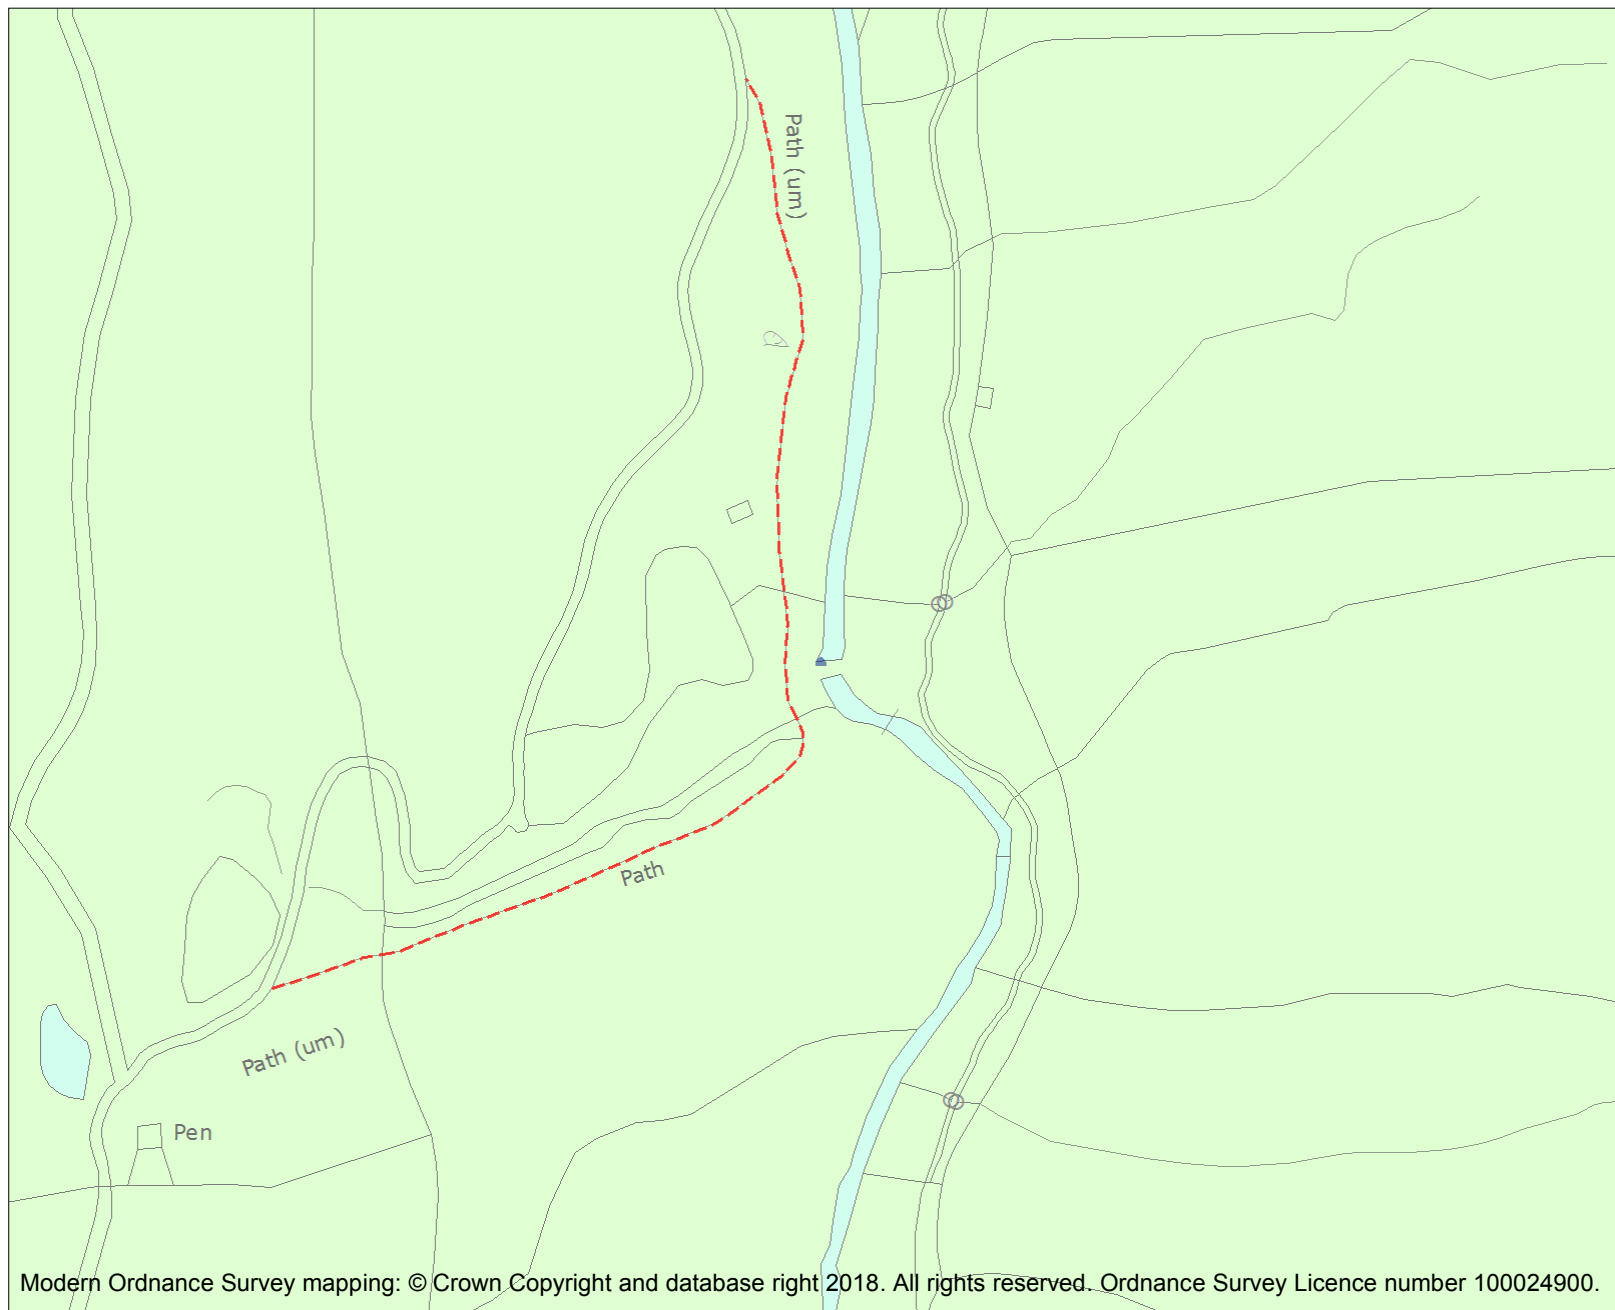 Path (um)
Path
Path (um)
Pen
Modern Ordnance Survey mapping: © Crown Copyright and database right 2018. All rights reserved. Ordnance Survey Licence number 100024900.